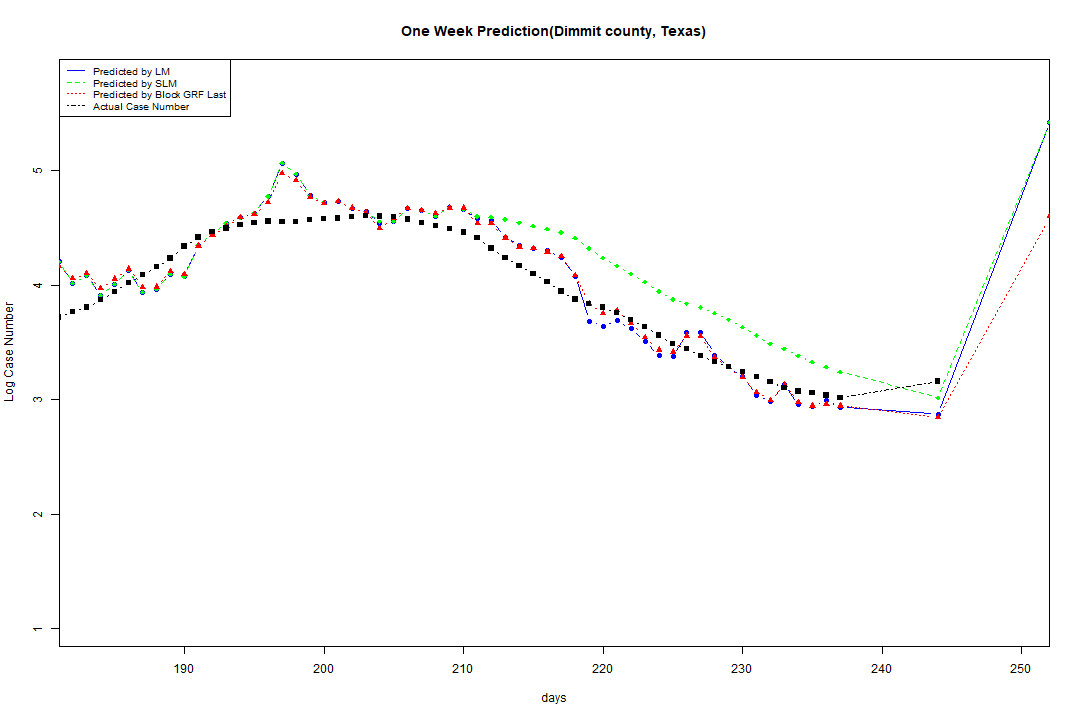 One Week Prediction(Dimmit county, Texas)
Predicted by LM
Predicted by SLM
Predicted by Block GRF Last
Actual Case Number
Log Case Number
5
4
3
2
1
190
200
210
220
230
240
250
days